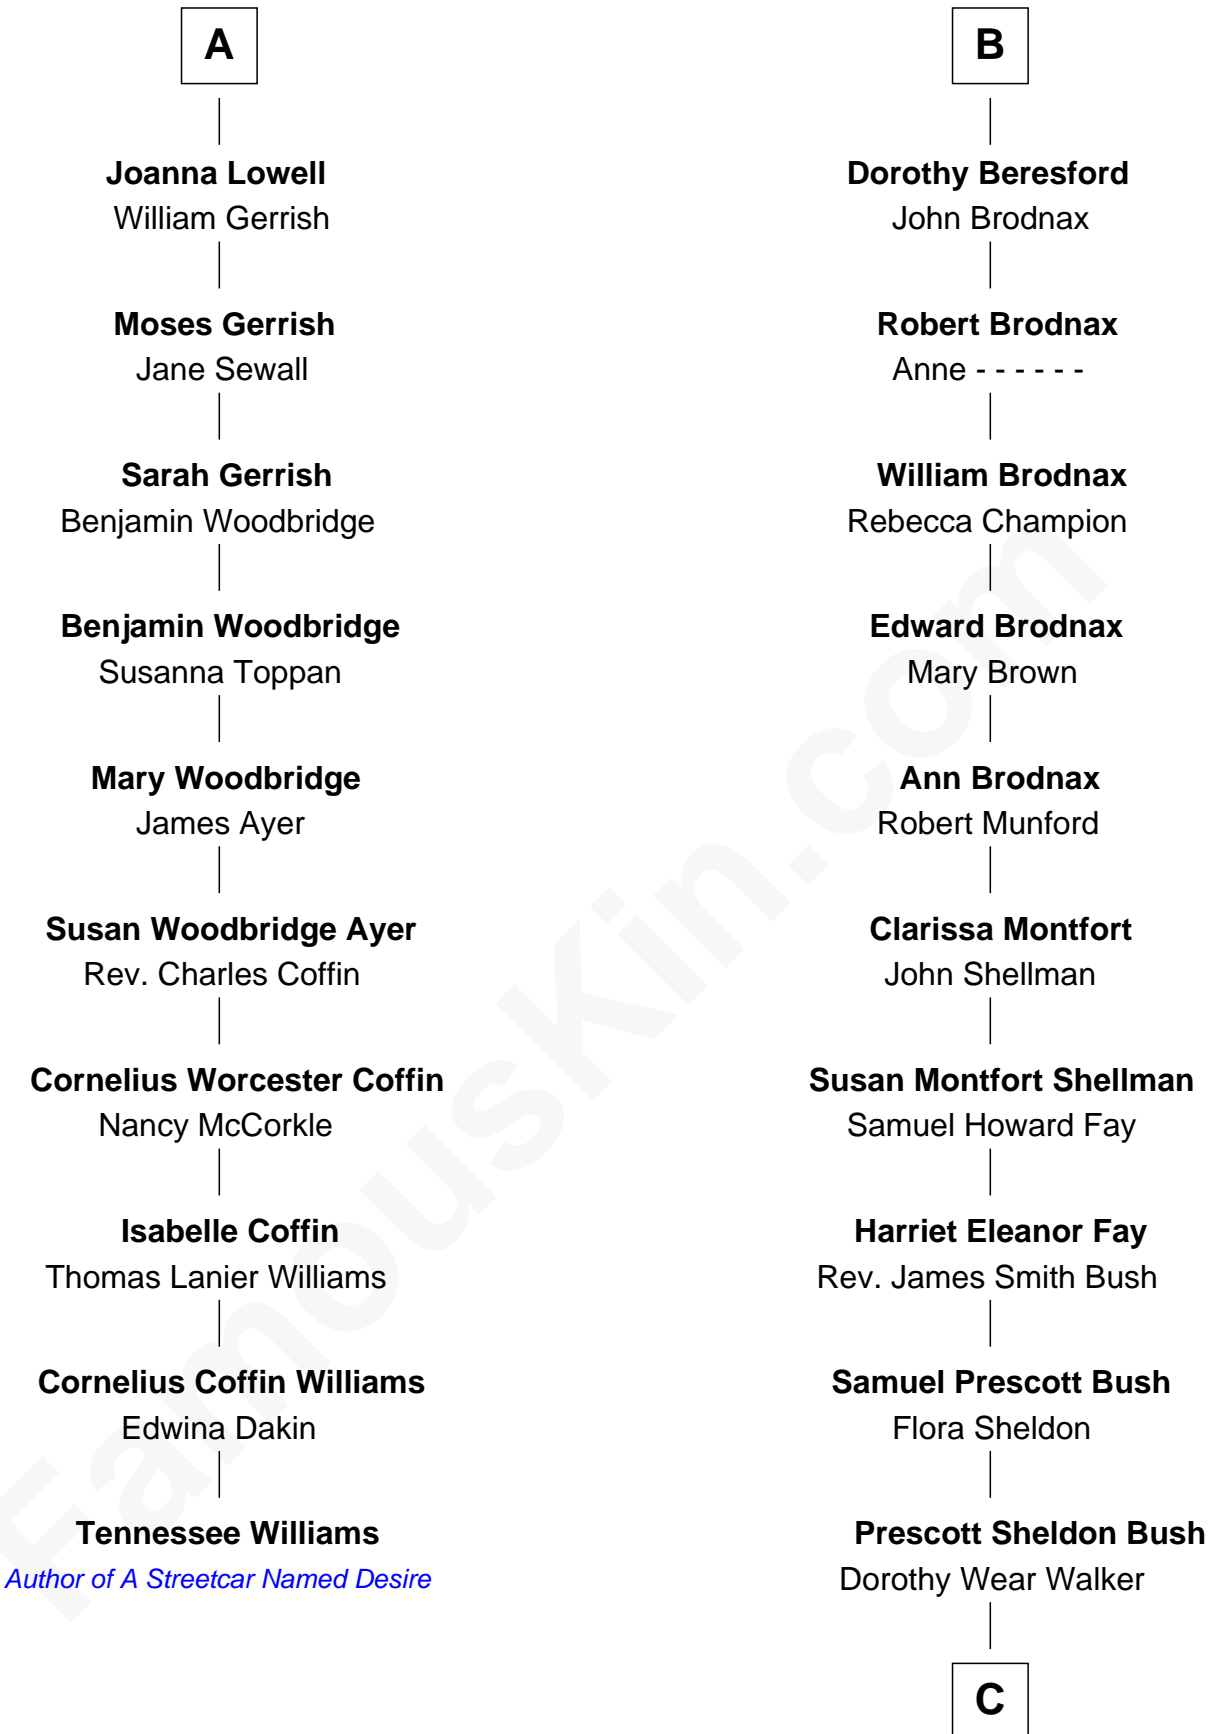 A
Joanna Lowell
William Gerrish
Moses Gerrish
Jane Sewall
Sarah Gerrish
Benjamin Woodbridge
Benjamin Woodbridge
Susanna Toppan
Mary Woodbridge
James Ayer
Susan Woodbridge Ayer
Rev. Charles Coffin
Cornelius Worcester Coffin
Nancy McCorkle
Isabelle Coffin
Thomas Lanier Williams
Cornelius Coffin Williams
Edwina Dakin
Tennessee Williams
Author of A Streetcar Named Desire
B
Dorothy Beresford
John Brodnax
Robert Brodnax
Anne - - - - - -
William Brodnax
Rebecca Champion
Edward Brodnax
Mary Brown
Ann Brodnax
Robert Munford
Clarissa Montfort
John Shellman
Susan Montfort Shellman
Samuel Howard Fay
Harriet Eleanor Fay
Rev. James Smith Bush
Samuel Prescott Bush
Flora Sheldon
Prescott Sheldon Bush
Dorothy Wear Walker
C
FamousKin.com